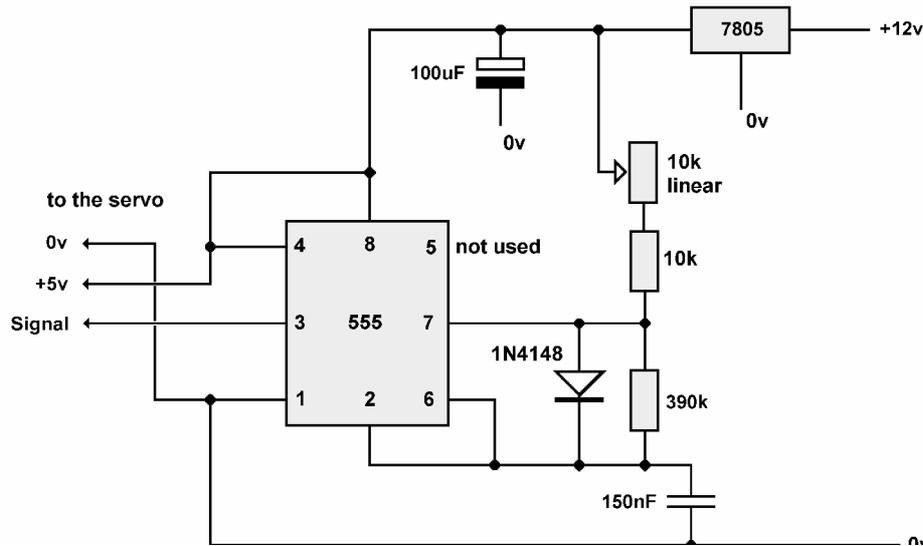 7805
+12v
100uF
0v
0v
10k
linear
to the servo
0v
4
8
5
not used
10k
+5v
Signal
3
555
7
1N4148
1
2
6
390k
150nF
0v